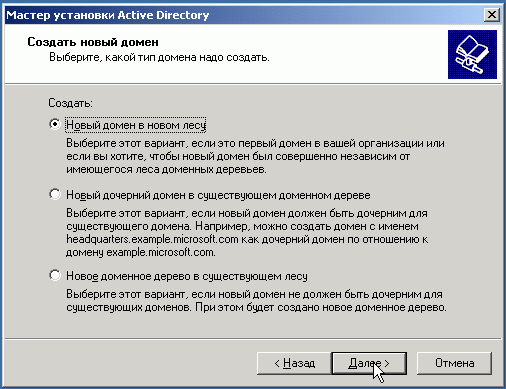 Мастер установки Active Directory
Создать новый домен
Выберите, какой тип домена надо создать.
Создать:
Новый домен в новом лесу
Выберите этот вариант, если это первый домен в вашей организации или
если вы хотите, чтобы новый домен был совершенно независим от
имеющегося леса доменных деревьев.
Новый дочерний домен в существующем доменном дереве
Выберите этот вариант, если новый домен должен быть дочерним для
существующего домена. Например, можно создать домен с именем
headquarters.example.microsoft.com как дочерний домен по отношению к
домену example.microsoft.com.
Новое доменное дерево в существующем лесу
Выберите этот вариант, если новый домен не должен быть дочерним для
существующих доменов. При этом будет создано новое доменное дерево.
< Назад Далее > Отмена